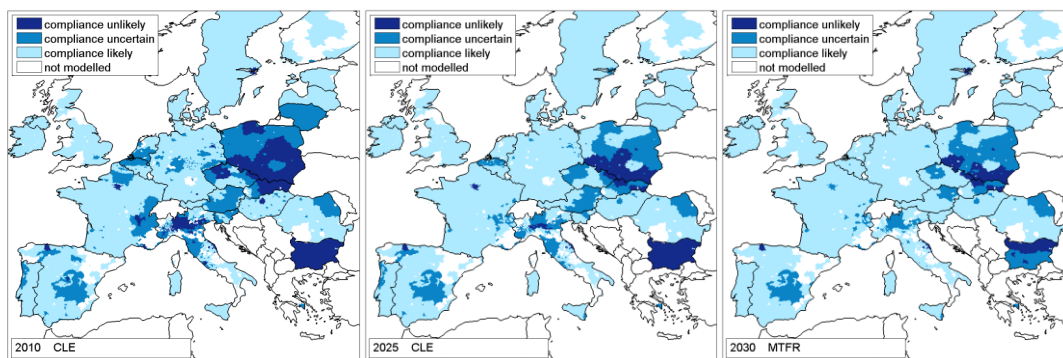 compliance unlikely
compliance uncertain
compliance likely
not modelled
2010 CLE
compliance unlikely
compliance uncertain
compliance likely
not modelled
2025 CLE
compliance unlikely
compliance uncertain
compliance likely
not modelled
2030 MTFR